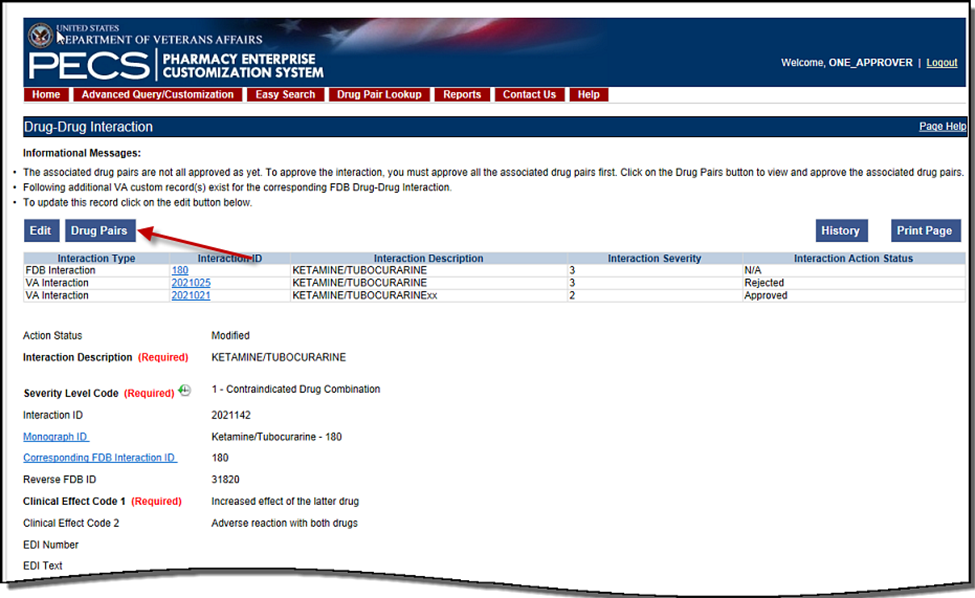 UNITED STATES
DEPARTMENT OF VETERANS AFFAIRS
PECS
PHARMACY ENTERPRISE
CUSTOMIZATION SYSTEM
Welcome, ONE_APPROVER | Logout
Home Advanced Query/Customization Easy Search Drug Pair Lookup Reports Contact Us Help
Drug-Drug Interaction Page Help
Informational Messages:
• The associated drug pairs are not all approved as yet. To approve the interaction, you must approve all the associated drug pairs first. Click on the Drug Pairs button to view and approve the associated drug pairs.
• Following additional VA custom record(s) exist for the corresponding FDB Drug-Drug Interaction.
• To update this record click on the edit button below.
Edit Drug Pairs History Print Page
Interaction Type Interaction ID Interaction Description Interaction Severity Interaction Action Status
FDB Interaction 180 KETAMINE/TUBOCURARINE 3 N/A
VA Interaction 2021025 KETAMINE/TUBOCURARINE 3 Rejected
VA Interaction 2021021 KETAMINE/TUBOCURARINExx 2 Approved
Action Status Modified
Interaction Description (Required) KETAMINE/TUBOCURARINE
Severity Level Code (Required) 1 - Contraindicated Drug Combination
Interaction ID 2021142
Monograph ID Ketamine/Tubocurarine - 180
Corresponding FDB Interaction ID 180
Reverse FDB ID 31820
Clinical Effect Code 1 (Required) Increased effect of the latter drug
Clinical Effect Code 2 Adverse reaction with both drugs
EDI Number
EDI Text